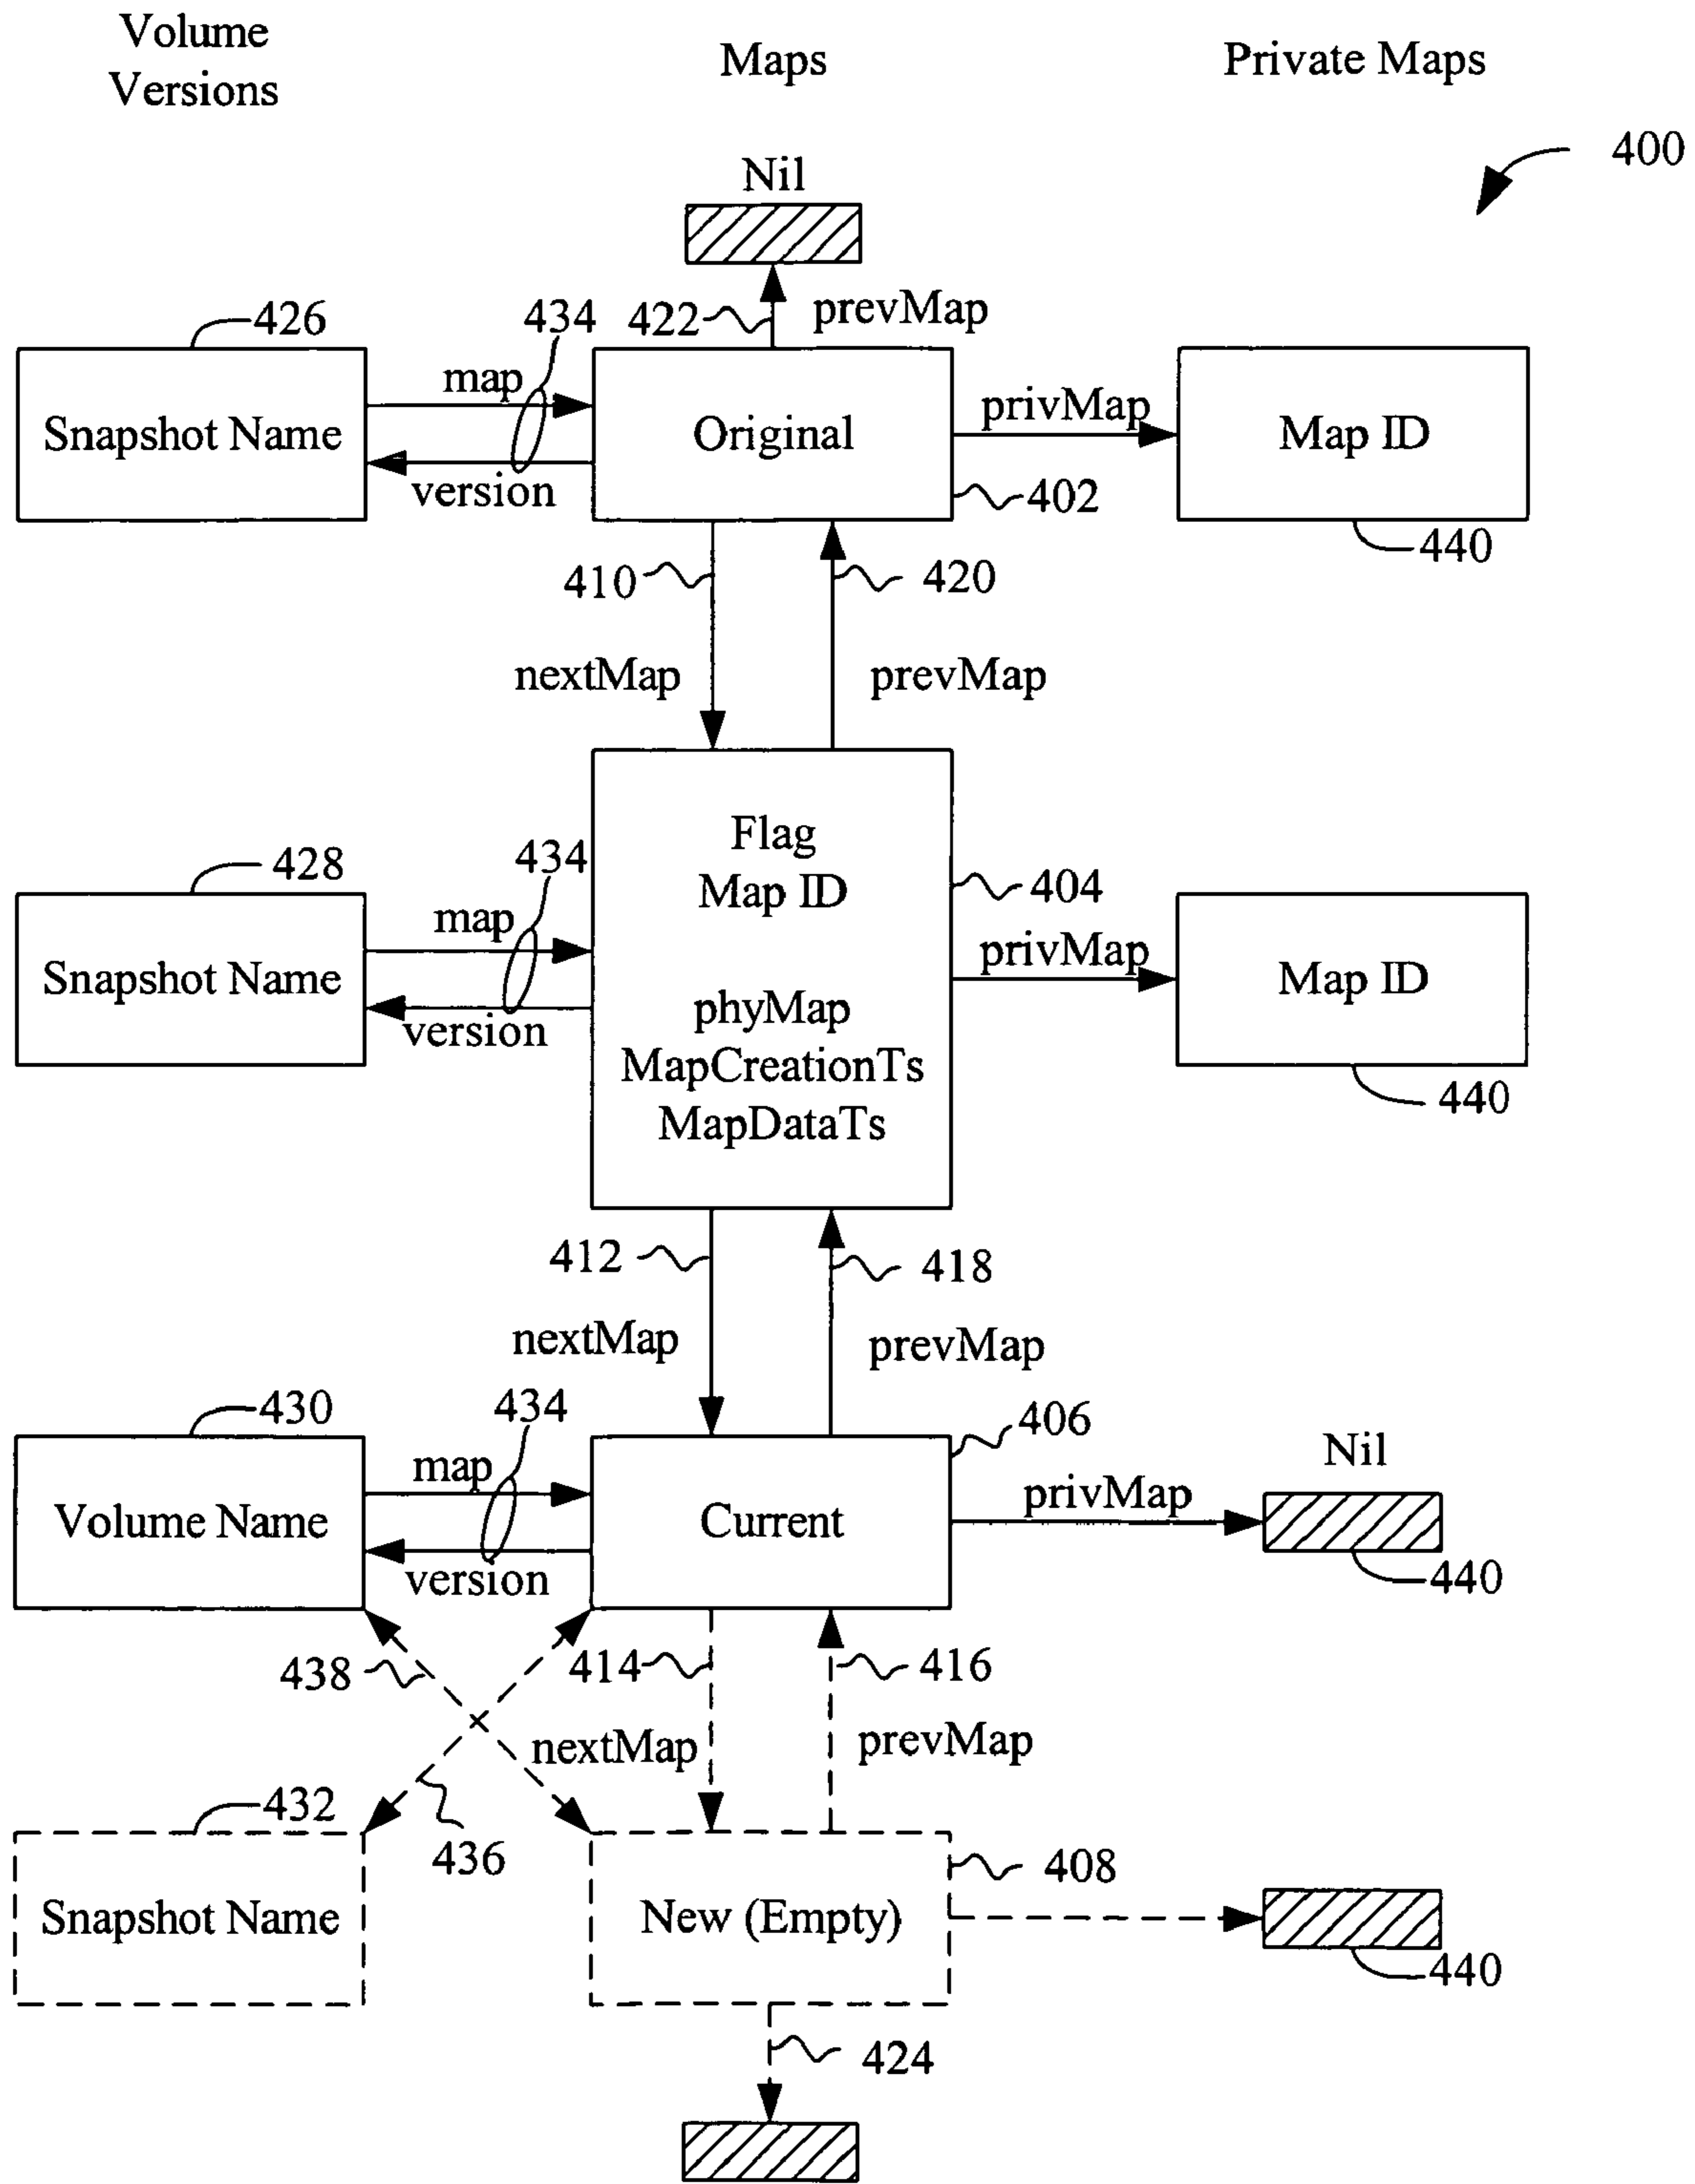 Volume
Versions
Maps
Private Maps
400
Nil
426
434
422
prevMap
Snapshot Name
map
version
Original
privMap
Map ID
402
440
410
420
nextMap
prevMap
428
434
Flag
Map ID
404
Snapshot Name
map
version
privMap
Map ID
phyMap
MapCreationTs
MapDataTs
440
412
418
nextMap
prevMap
430
434
406
Nil
Volume Name
map
version
Current
privMap
440
438
414
416
nextMap
prevMap
432
436
408
Snapshot Name
New (Empty)
440
424